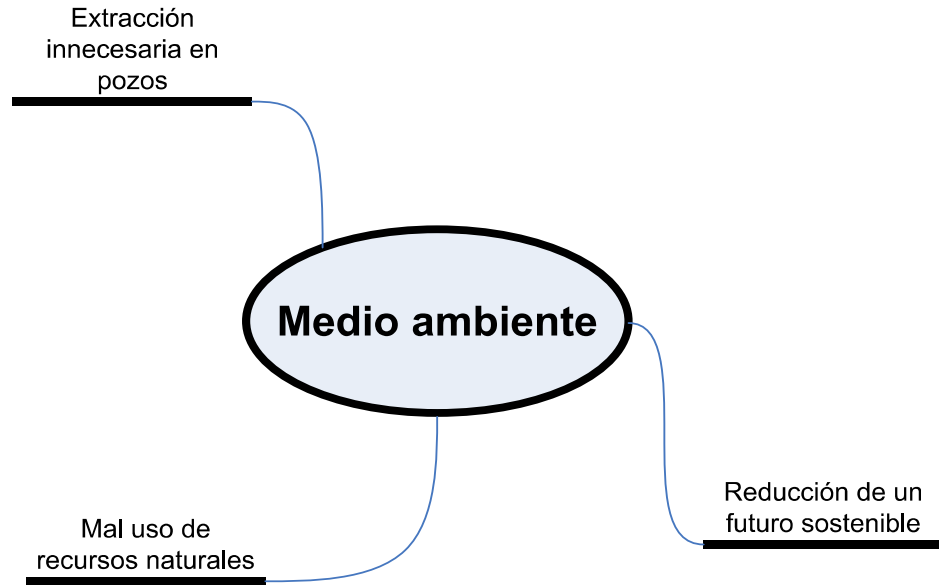 Extracción
innecesaria en
pozos
Medio ambiente
Reducción de un
futuro sostenible
Mal uso de
recursos naturales